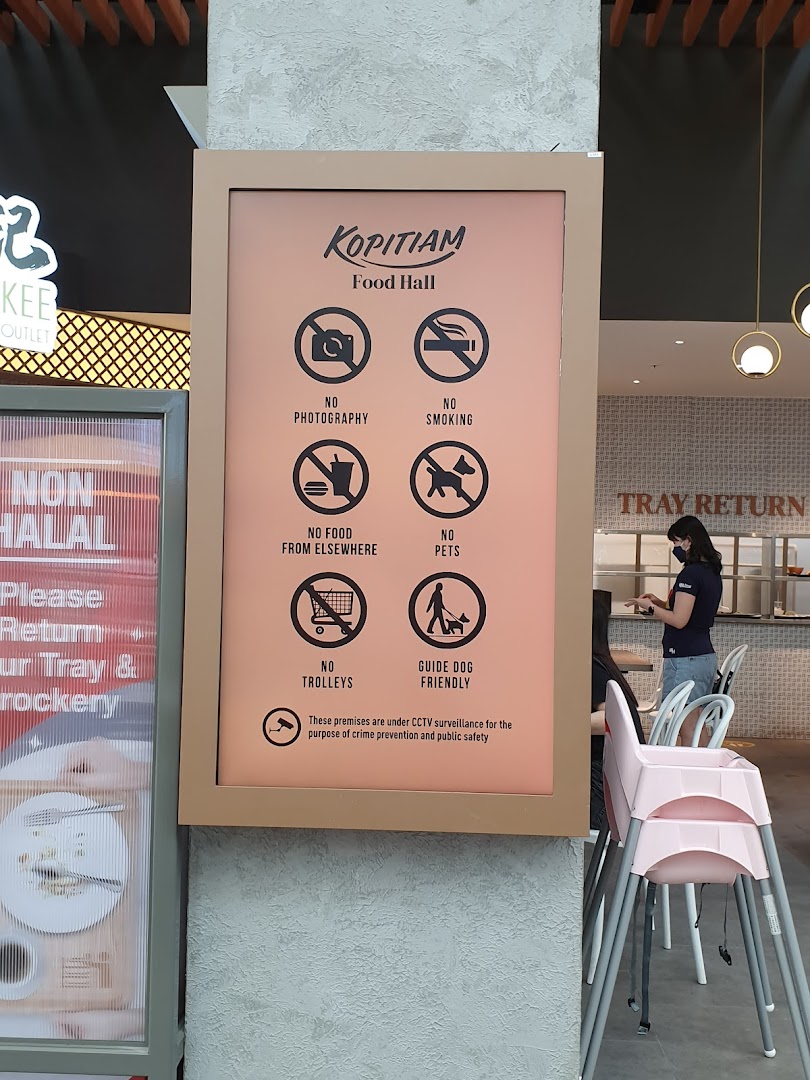 记
KEE
OUTLET
NON
HALAL
Please
Return
ur Tray &
rockery
KOPITIAM
Food Hall
NO
PHOTOGRAPHY
NO
SMOKING
NO FOOD
FROM ELSEWHERE
NO
PETS
NO
TROLLEYS
GUIDE DOG
FRIENDLY
These premises are under CCTV surveillance for the
purpose of crime prevention and public safety
TRAY RETURN